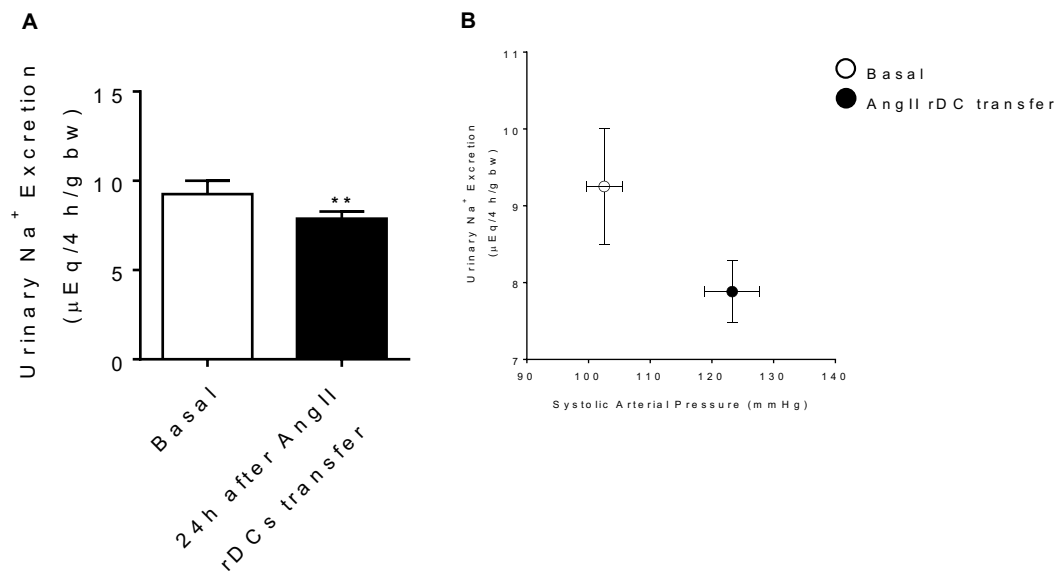 A
Urinary Na+ Excretion
(µEq/4 h/g bw)
15
10
5
0
**
Basal
24h after AngII
rDCs transfer
B
Urinary Na+ Excretion
(µEq/4 h/g bw)
11
10
9
8
7
90 100 110 120 130 140
Systolic Arterial Pressure (mmHg)
Basal
AngII rDC transfer